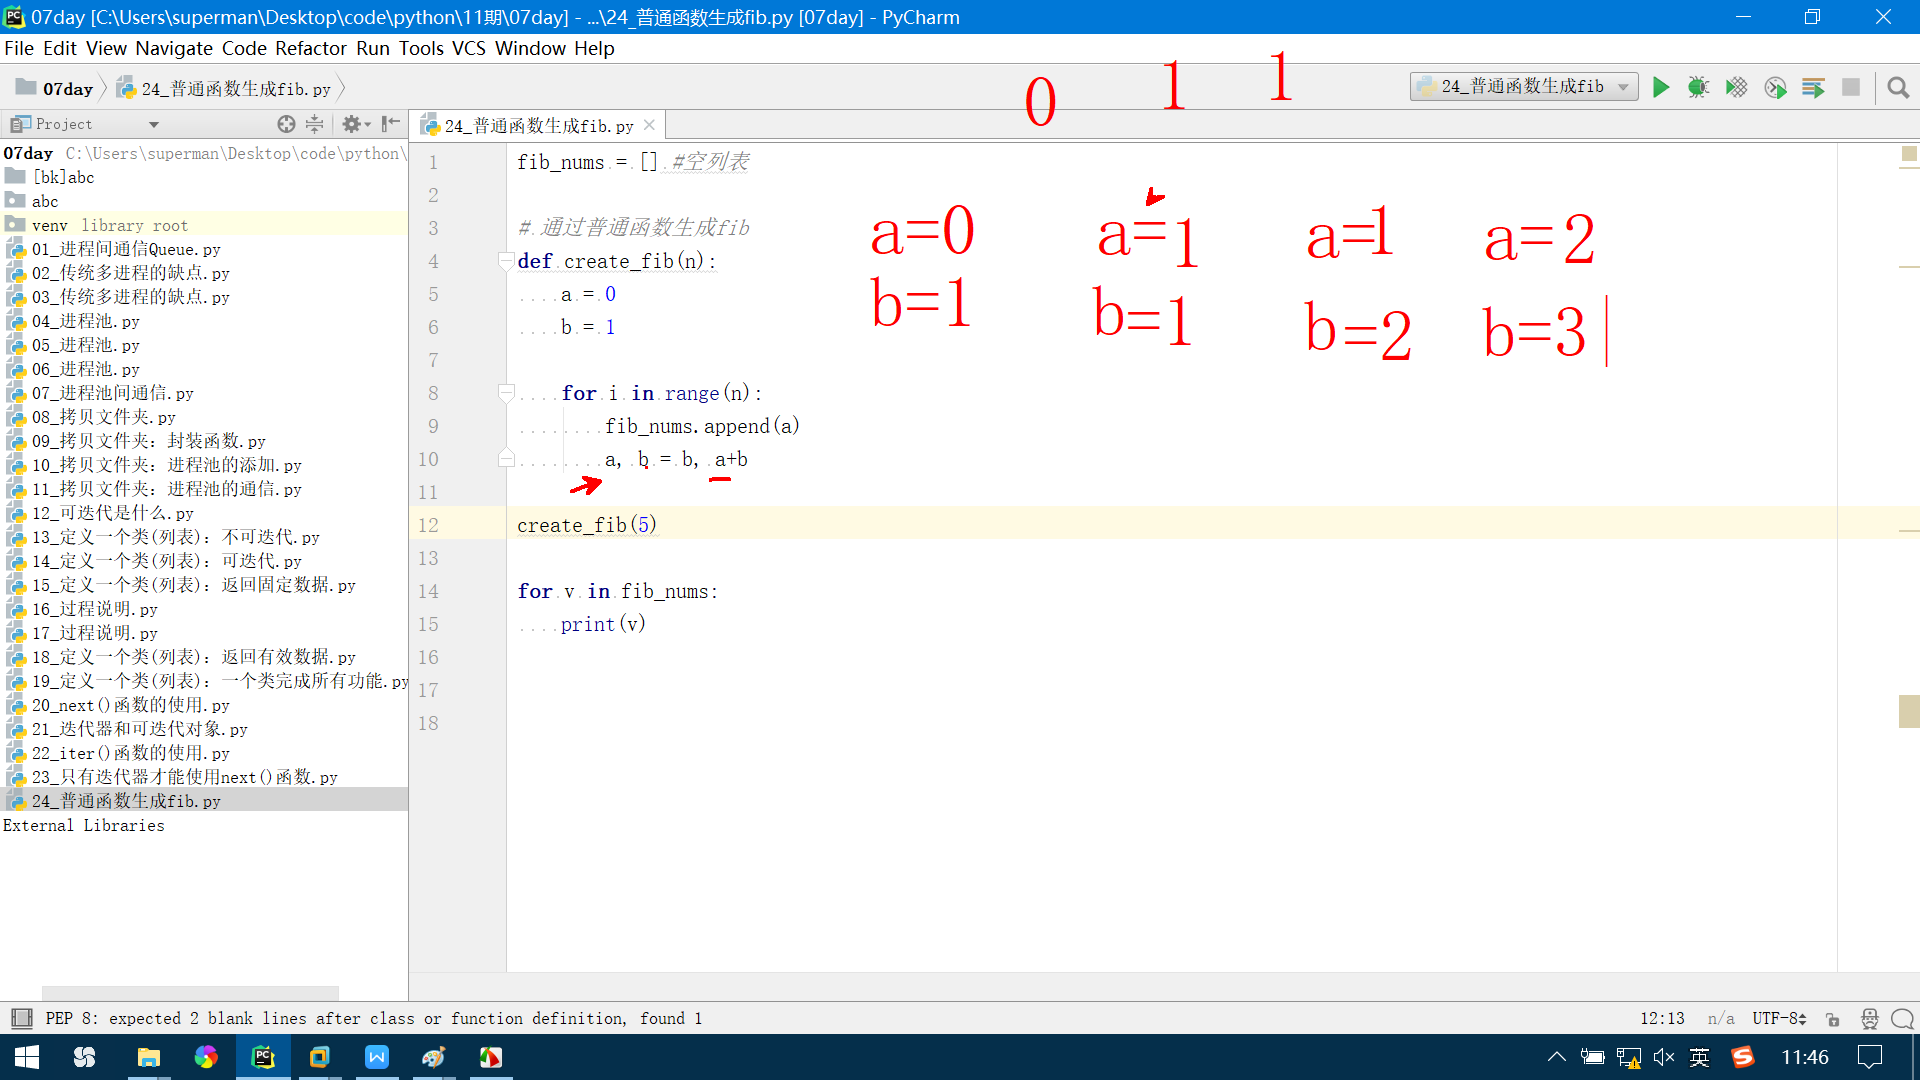 07day [C:\Users\superman\Desktop\code\python\11期\07day] - ...\24_普通函数生成fib.py [07day] - PyCharm
File Edit View Navigate Code Refactor Run Tools VCS Window Help
07day 24_普通函数生成fib.py 0 1 1 24_普通函数生成fib
Project 24_普通函数生成fib.py
07day C:\Users\superman\Desktop\code\python\
[bk]abc
abc
venv library root
01_进程间通信Queue.py
02_传统多进程的缺点.py
03_传统多进程的缺点.py
04_进程池.py
05_进程池.py
06_进程池.py
07_进程池间通信.py
08_拷贝文件夹.py
09_拷贝文件夹：封装函数.py
10_拷贝文件夹：进程池的添加.py
11_拷贝文件夹：进程池的通信.py
12_可迭代是什么.py
13_定义一个类(列表)：不可迭代.py
14_定义一个类(列表)：可迭代.py
15_定义一个类(列表)：返回固定数据.py
16_过程说明.py
17_过程说明.py
18_定义一个类(列表)：返回有效数据.py
19_定义一个类(列表)：一个类完成所有功能.py
20_next()函数的使用.py
21_迭代器和可迭代对象.py
22_iter()函数的使用.py
23_只有迭代器才能使用next()函数.py
24_普通函数生成fib.py
External Libraries
1 fib_nums = [] #空列表
2
3 # 通过普通函数生成fib
4 def create_fib(n):
5 a = 0
6 b = 1
7
8 for i in range(n):
9 fib_nums.append(a)
10 a, b = b, a+b
11
12 create_fib(5)
13
14 for v in fib_nums:
15 print(v)
16
17
18
a=0 a=1 a=1 a=2
b=1 b=1 b=2 b=3
PEP 8: expected 2 blank lines after class or function definition, found 1 12:13 n/a UTF-8
英 11:46